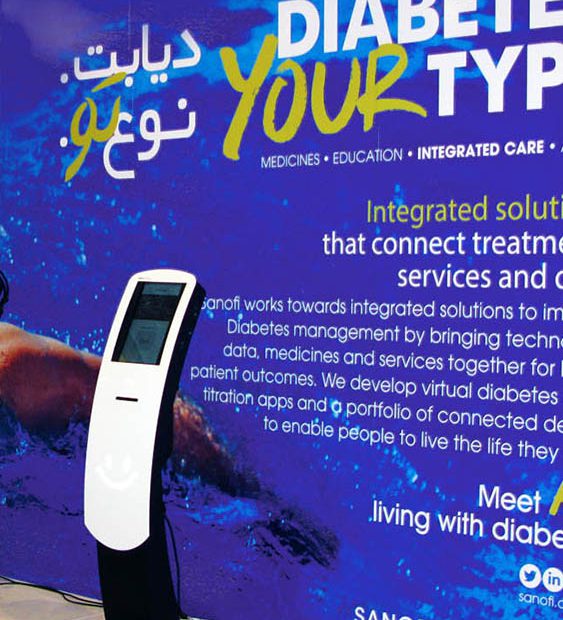 دیابت.
نوع تو.
DIABETE
YOUR TYP
MEDICINES • EDUCATION • INTEGRATED CARE •
Integrated soluti
that connect treatme
services and
Sanofi works towards integrated solutions to im
Diabetes management by bringing techno
data, medicines and services together for
patient outcomes. We develop virtual diabetes
titration apps and a portfolio of connected de
to enable people to live the life they
Meet
living with diabe
in
sanofi.
SANO